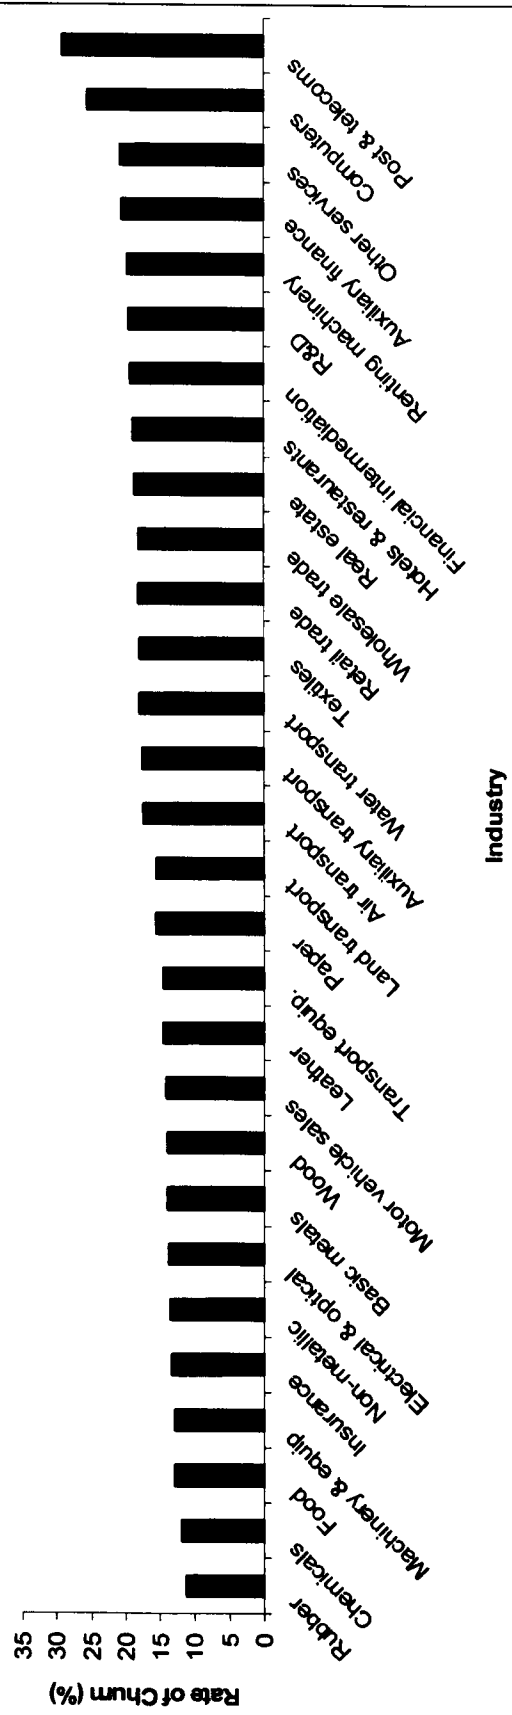 Rate of Churn (%)
35
30
25
20
15
10
5
0
Rubber
Chemicals
Food
Machinery & equip
Insurance
Non-metallic
Electrical & optical
Basic metals
Wood
Motor vehicle sales
Leather
Transport equip.
Paper
Land transport
Air transport
Auxiliary transport
Water transport
Textiles
Retail trade
Wholesale trade
Real estate
Hotels & restaurants
Financial intermediation
R&D
Renting machinery
Auxiliary finance
Other services
Computers
Post & telecoms
Industry